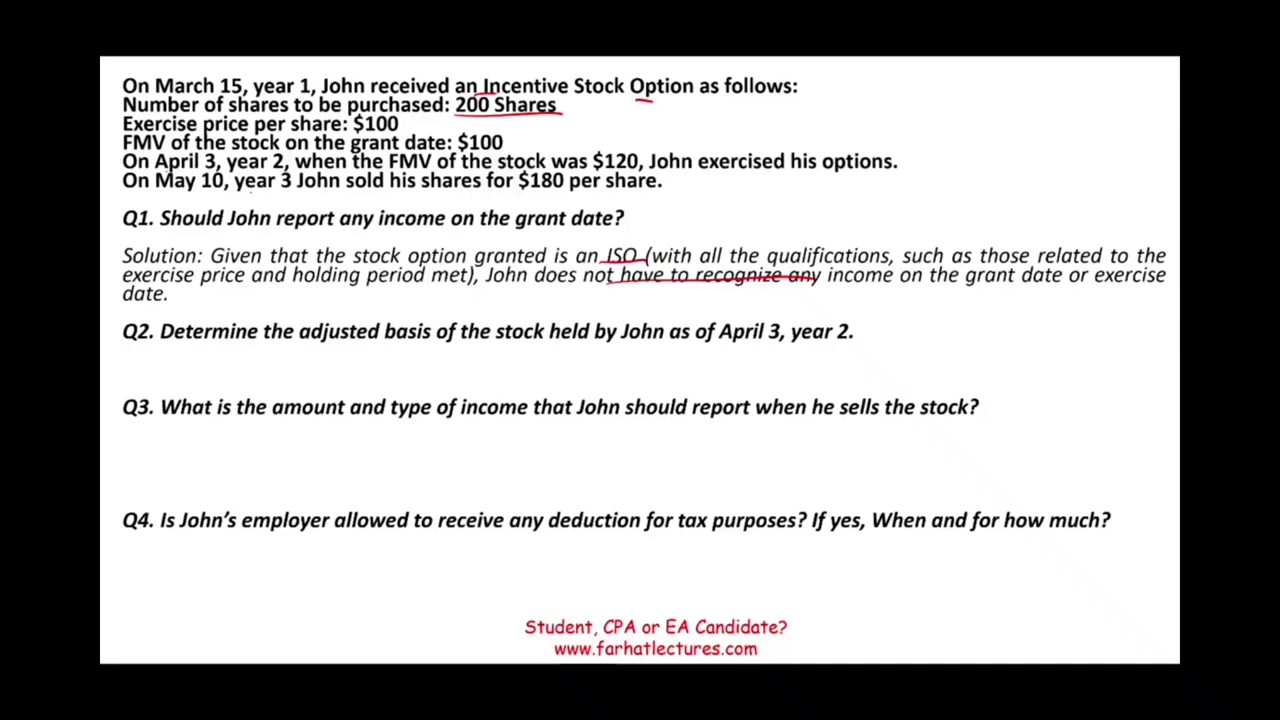 On March 15, year 1, John received an Incentive Stock Option as follows:
Number of shares to be purchased: 200 Shares
Exercise price per share: $100
FMV of the stock on the grant date: $100
On April 3, year 2, when the FMV of the stock was $120, John exercised his options.
On May 10, year 3 John sold his shares for $180 per share.
Q1. Should John report any income on the grant date?
Solution: Given that the stock option granted is an ISO (with all the qualifications, such as those related to the
exercise price and holding period met), John does not have to recognize any income on the grant date or exercise
date.
Q2. Determine the adjusted basis of the stock held by John as of April 3, year 2.
Q3. What is the amount and type of income that John should report when he sells the stock?
Q4. Is John’s employer allowed to receive any deduction for tax purposes? If yes, When and for how much?
Student, CPA or EA Candidate?
www.farhatlectures.com